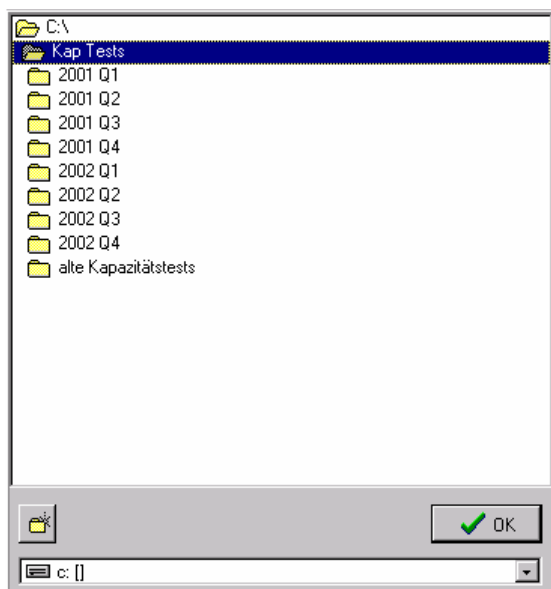 C:\
Kap Tests
2001 Q1
2001 Q2
2001 Q3
2001 Q4
2002 Q1
2002 Q2
2002 Q3
2002 Q4
alte Kapazitätstests
OK
c: []